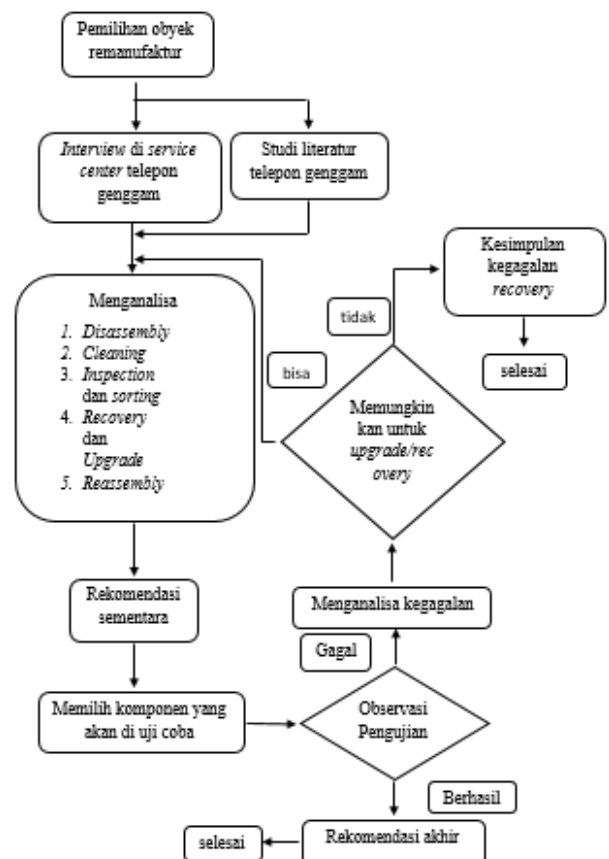 Pemilihan obyek
remanufaktur
Interview di service
center telepon
genggam
Studi literatur
telepon genggam
Menganalisa
1. Disassembly
2. Cleaning
3. Inspection
dan sorting
4. Recovery
dan
Upgrade
5. Reassembly
bisa
tidak
Kesimpulan
kegagalan
recovery
selesai
Memungkin
kan untuk
upgrade/rec
overy
Rekomendasi
sementara
Menganalisa kegagalan
Gagal
Memilih komponen yang
akan di uji coba
Observasi
Pengujian
Berhasil
Rekomendasi akhir
selesai